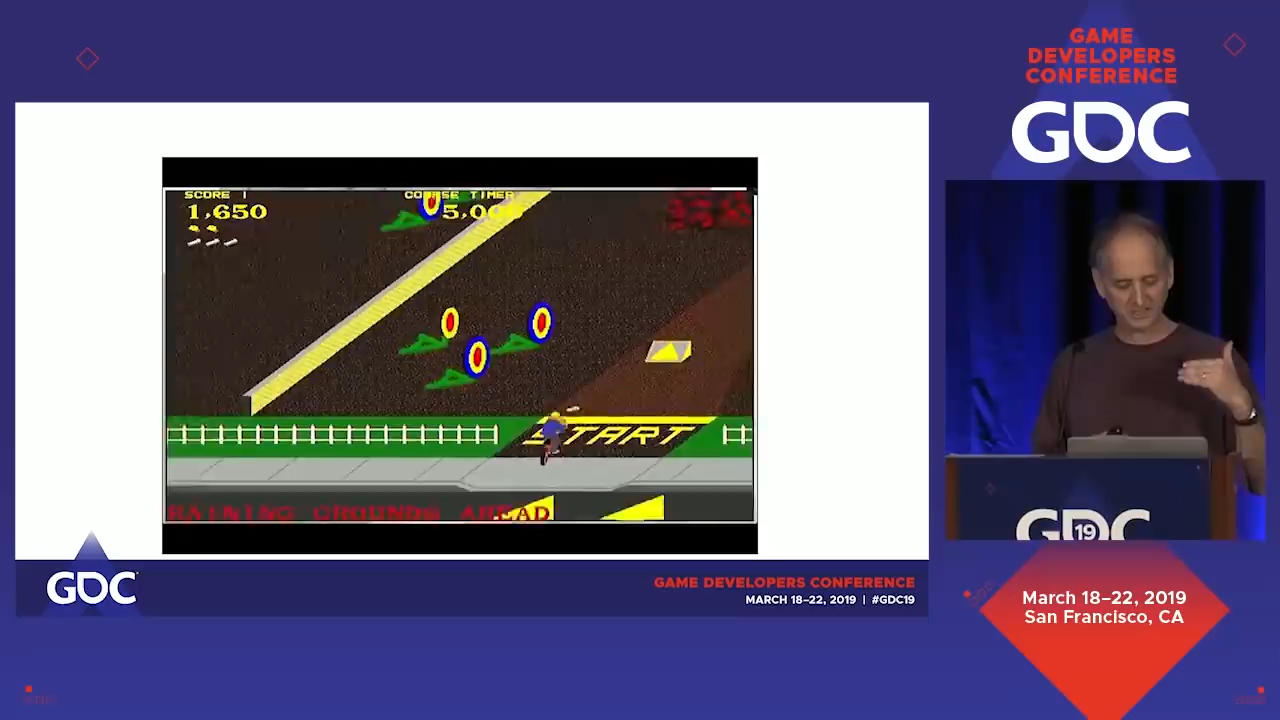 GAME
DEVELOPERS
CONFERENCE
GDC
SCORE 1
1,650
TIMER
START
GROUNDS AHEAD
GDC
GAME DEVELOPERS CONFERENCE
MARCH 18–22, 2019 | #GDC19
GDC
19
March 18–22, 2019
San Francisco, CA